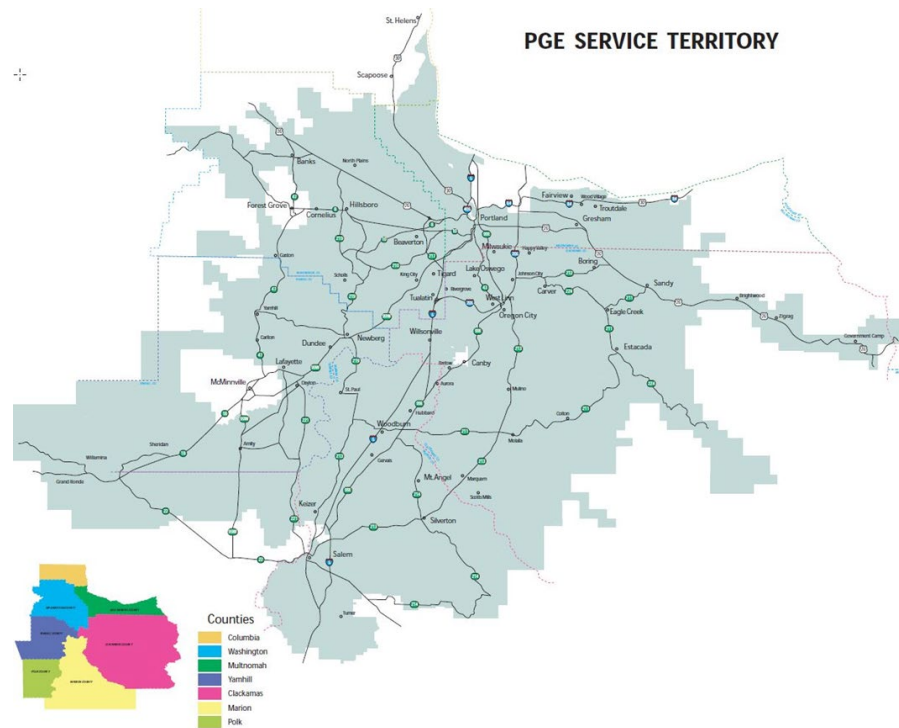 PGE SERVICE TERRITORY
St. Helens
Scapoose
Banks
North Plains
Forest Grove
Cornelius
Hillsboro
Portland
Fairview
Wood Village
Troutdale
Gresham
Beaverton
Milwaukie
Happy Valley
Gaston
Scholls
King City
Tigard
Lake Oswego
Johnson City
Boring
Sandy
Tualatin
West Linn
Carver
Brightwood
Yamhill
Oregon City
Eagle Creek
Zigzag
Government Camp
Carlton
Dundee
Newberg
Wilsonville
Estacada
Lafayette
Canby
McMinnville
Dayton
St. Paul
Aurora
Mulino
Hubbard
Colton
Woodburn
Molalla
Sheridan
Amity
Willamina
Gervais
Grand Ronde
Mt. Angel
Marquam
Scotts Mills
Keizer
Silverton
Salem
Turner
Counties
Columbia
Washington
Multnomah
Yamhill
Clackamas
Marion
Polk